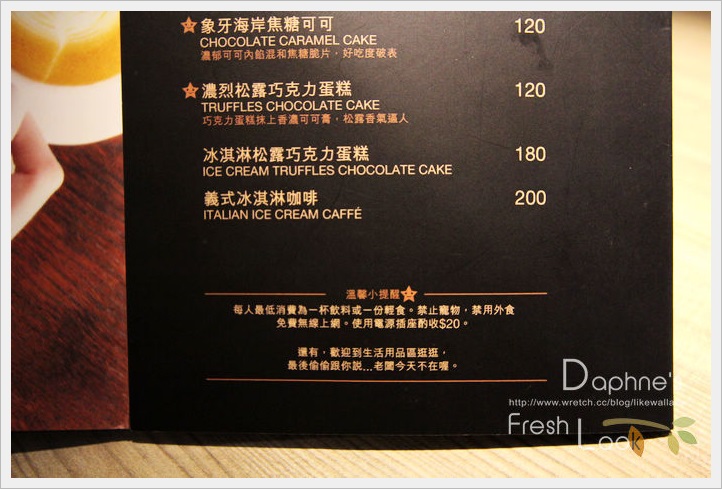 象牙海岸焦糖可可 120
CHOCOLATE CARAMEL CAKE
濃郁可可內餡混和焦糖脆片，好吃度破表
濃烈松露巧克力蛋糕 120
TRUFFLES CHOCOLATE CAKE
巧克力蛋糕抹上香濃可可膏，松露香氣逼人
冰淇淋松露巧克力蛋糕 180
ICE CREAM TRUFFLES CHOCOLATE CAKE
義式冰淇淋咖啡 200
ITALIAN ICE CREAM CAFFÉ
溫馨小提醒
每人最低消費為一杯飲料或一份輕食。禁止寵物，禁用外食
免費無線上網。使用電源插座酌收$20。
還有，歡迎到生活用品區逛逛，
最後偷偷跟你說...老闆今天不在喔。
Daphne's
http://www.wretch.cc/blog/likewalla
Fresh Look